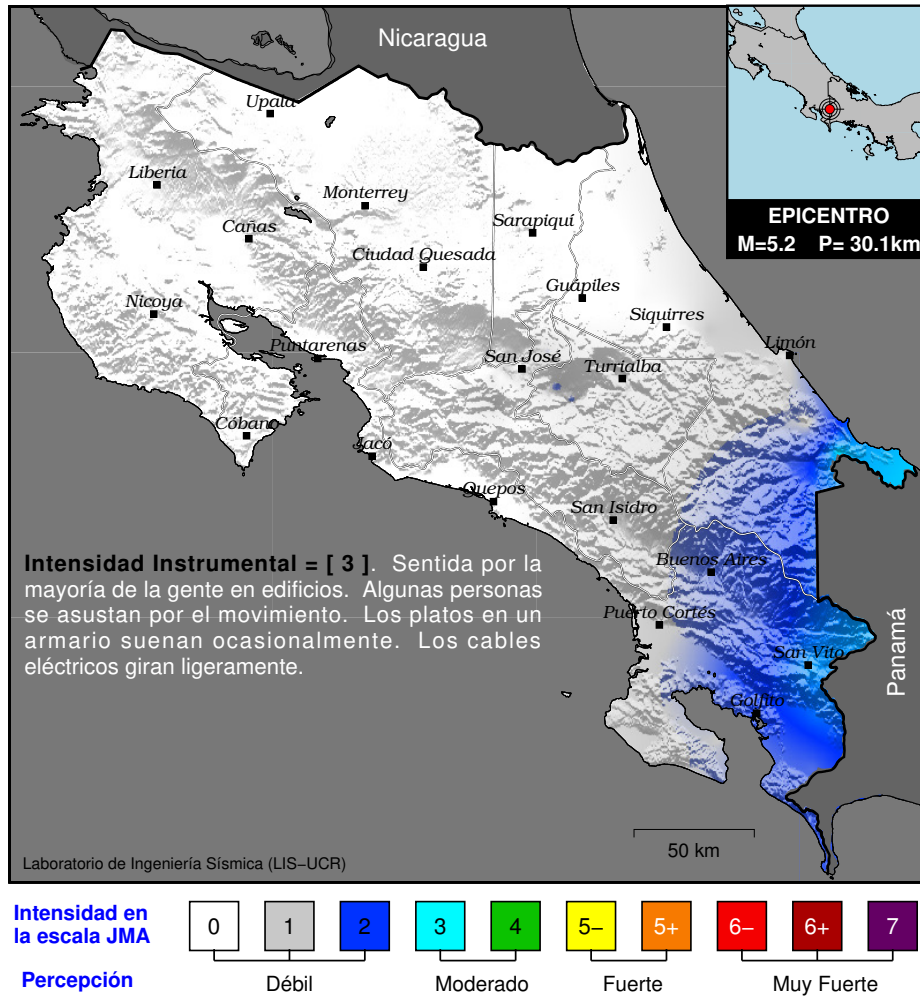 Nicaragua
Upala
Liberia
Monterrey
Cañas
Sarapiquí
EPICENTRO
M=5.2 P= 30.1km
Ciudad Quesada
Guápiles
Nicoya
Siquirres
Puntarenas
San José
Limón
Turrialba
Cóbano
Jacó
Quepos
San Isidro
Intensidad Instrumental = [ 3 ]. Sentida por la
mayoría de la gente en edificios. Algunas personas
se asustan por el movimiento. Los platos en un
armario suenan ocasionalmente. Los cables
eléctricos giran ligeramente.
Buenos Aires
Puerto Cortés
San Vito
Panamá
Golfito
50 km
Laboratorio de Ingeniería Sísmica (LIS–UCR)
Intensidad en
la escala JMA
0 1 2 3 4 5− 5+ 6− 6+ 7
Percepción
Débil Moderado Fuerte Muy Fuerte